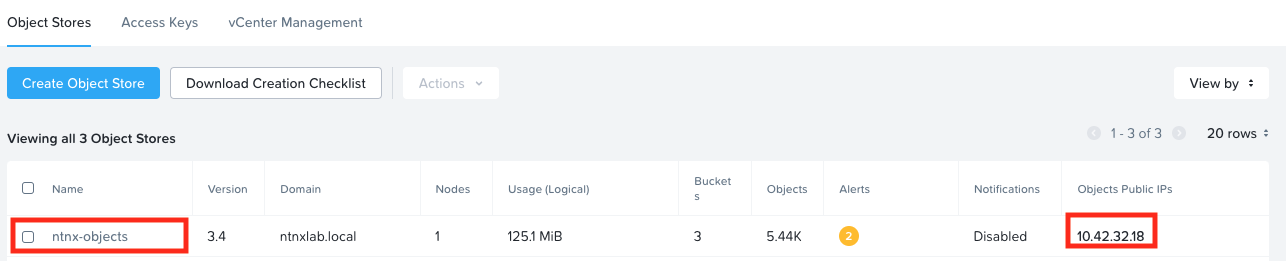 Object Stores Access Keys vCenter Management
Create Object Store Download Creation Checklist Actions View by
Viewing all 3 Object Stores 1 - 3 of 3 20 rows
Name Version Domain Nodes Usage (Logical) Bucket
s Objects Alerts Notifications Objects Public IPs
ntnx-objects 3.4 ntnxlab.local 1 125.1 MiB 3 5.44K 2 Disabled 10.42.32.18